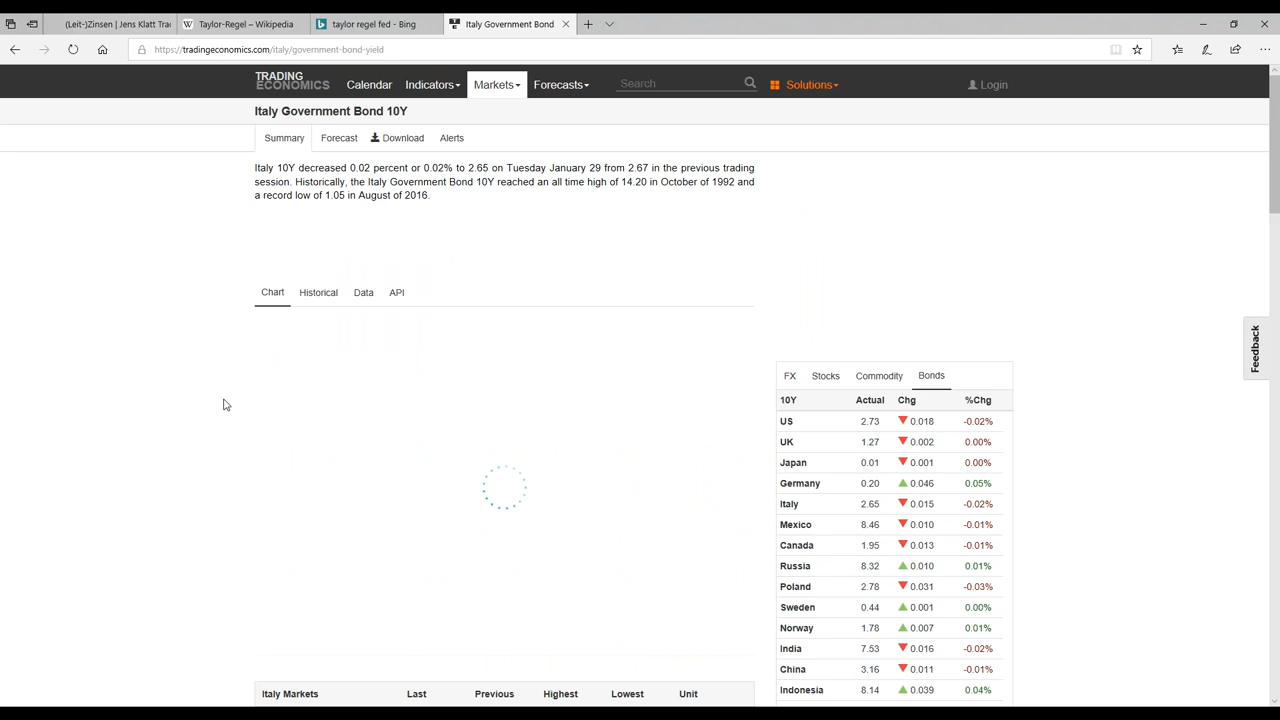 (Leit-)Zinsen | Jens Klatt Tra
Taylor-Regel – Wikipedia
taylor regel fed - Bing
Italy Government Bond
https://tradingeconomics.com/italy/government-bond-yield
TRADING
ECONOMICS
Calendar
Indicators
Markets
Forecasts
Search
Solutions
Login
Italy Government Bond 10Y
Summary
Forecast
Download
Alerts
Italy 10Y decreased 0.02 percent or 0.02% to 2.65 on Tuesday January 29 from 2.67 in the previous trading
session. Historically, the Italy Government Bond 10Y reached an all time high of 14.20 in October of 1992 and
a record low of 1.05 in August of 2016.
Chart
Historical
Data
API
Feedback
FX Stocks Commodity Bonds
10Y Actual Chg %Chg
US 2.73 0.018 -0.02%
UK 1.27 0.002 0.00%
Japan 0.01 0.001 0.00%
Germany 0.20 0.046 0.05%
Italy 2.65 0.015 -0.02%
Mexico 8.46 0.010 -0.01%
Canada 1.95 0.013 -0.01%
Russia 8.32 0.010 0.01%
Poland 2.78 0.031 -0.03%
Sweden 0.44 0.001 0.00%
Norway 1.78 0.007 0.01%
India 7.53 0.016 -0.02%
China 3.16 0.011 -0.01%
Indonesia 8.14 0.039 0.04%
Italy Markets Last Previous Highest Lowest Unit